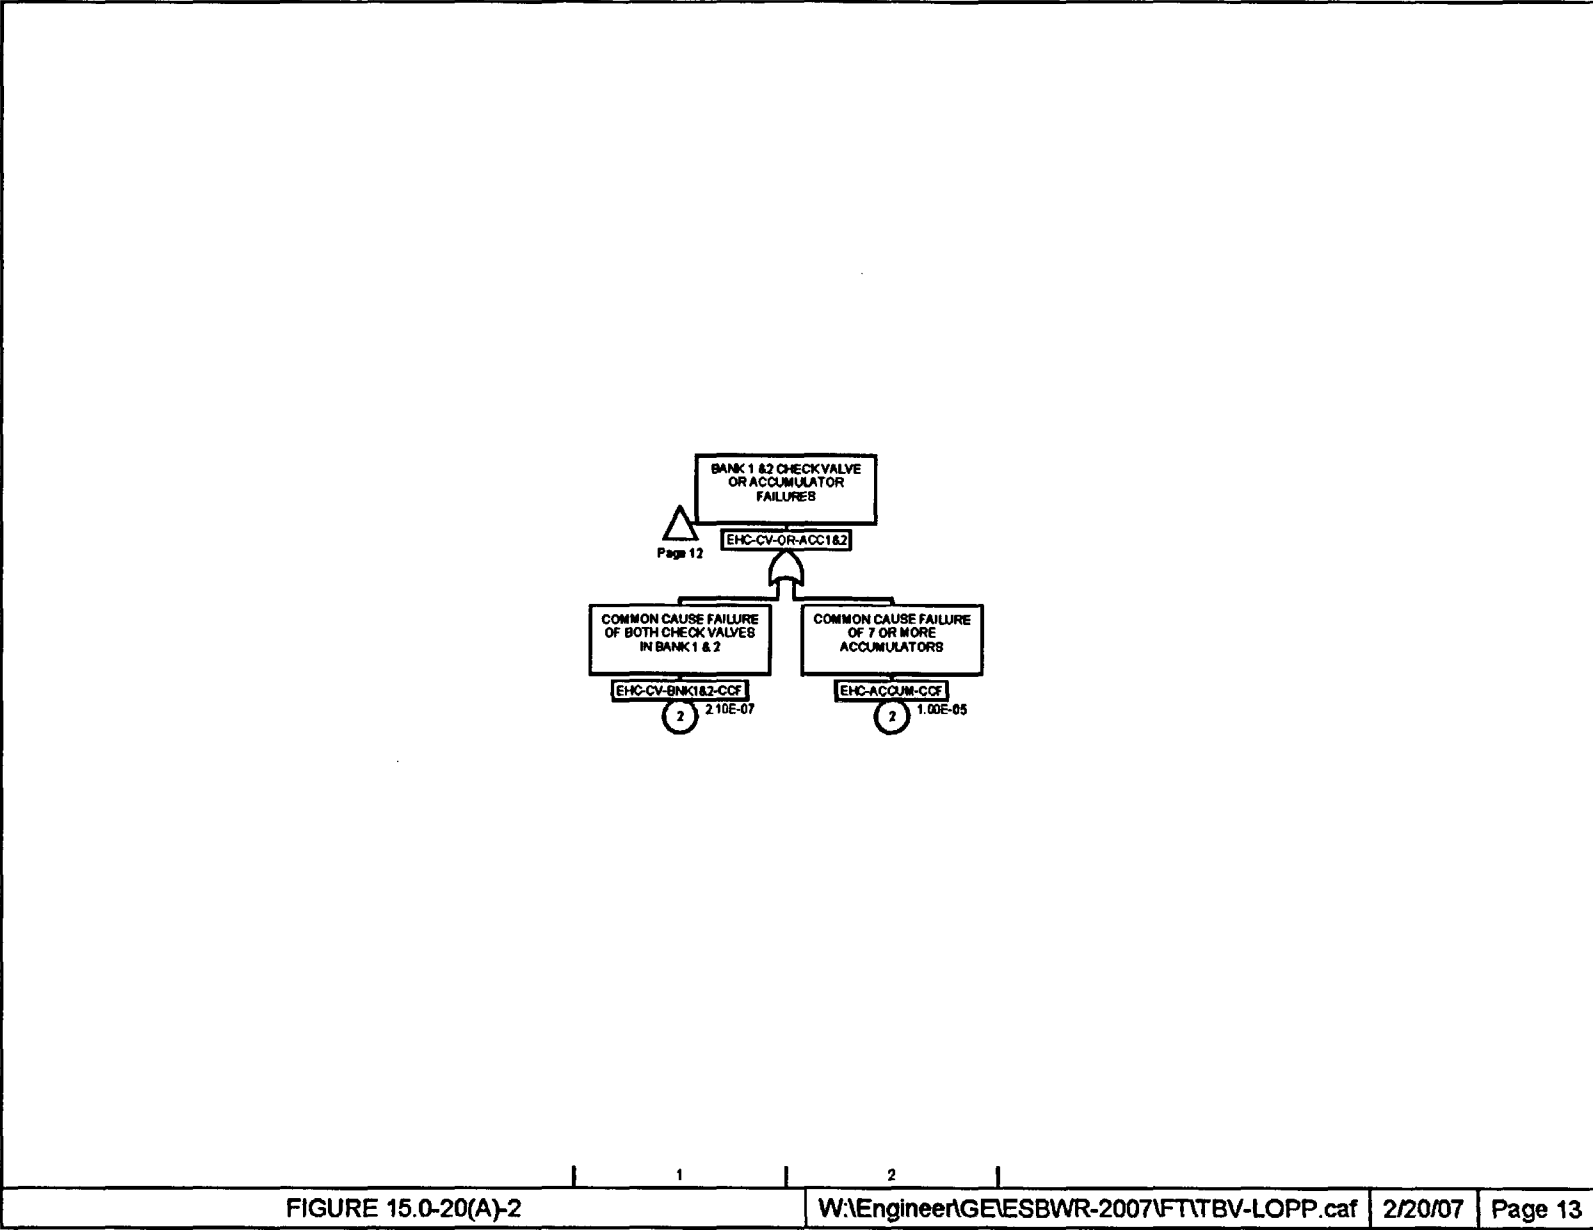 BANK 1 &2 CHECK VALVE
OR ACCUMULATOR
FAILURES
Page 12
EHC-CV-OR-ACC1&2
COMMON CAUSE FAILURE
OF BOTH CHECK VALVES
IN BANK 1 & 2
COMMON CAUSE FAILURE
OF 7 OR MORE
ACCUMULATORS
EHC-CV-BNK1&2-CCF
EHC-ACCUM-CCF
2
2.10E-07
2
1.00E-05
1
2
FIGURE 15.0-20(A)-2
W:\Engineer\GE\ESBWR-2007\FT\TBV-LOPP.caf
2/20/07
Page 13